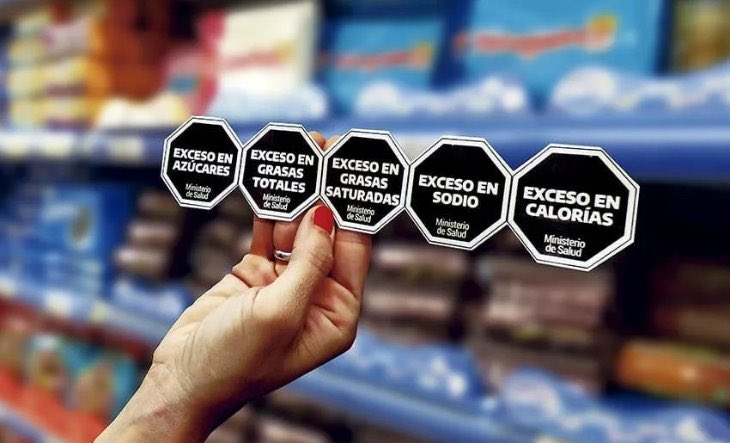 EXCESO EN
AZÚCARES
Ministerio
de Salud
EXCESO EN
GRASAS
TOTALES
Ministerio
de Salud
EXCESO EN
GRASAS
SATURADAS
Ministerio
de Salud
EXCESO EN
SODIO
Ministerio
de Salud
EXCESO EN
CALORÍAS
Ministerio
de Salud